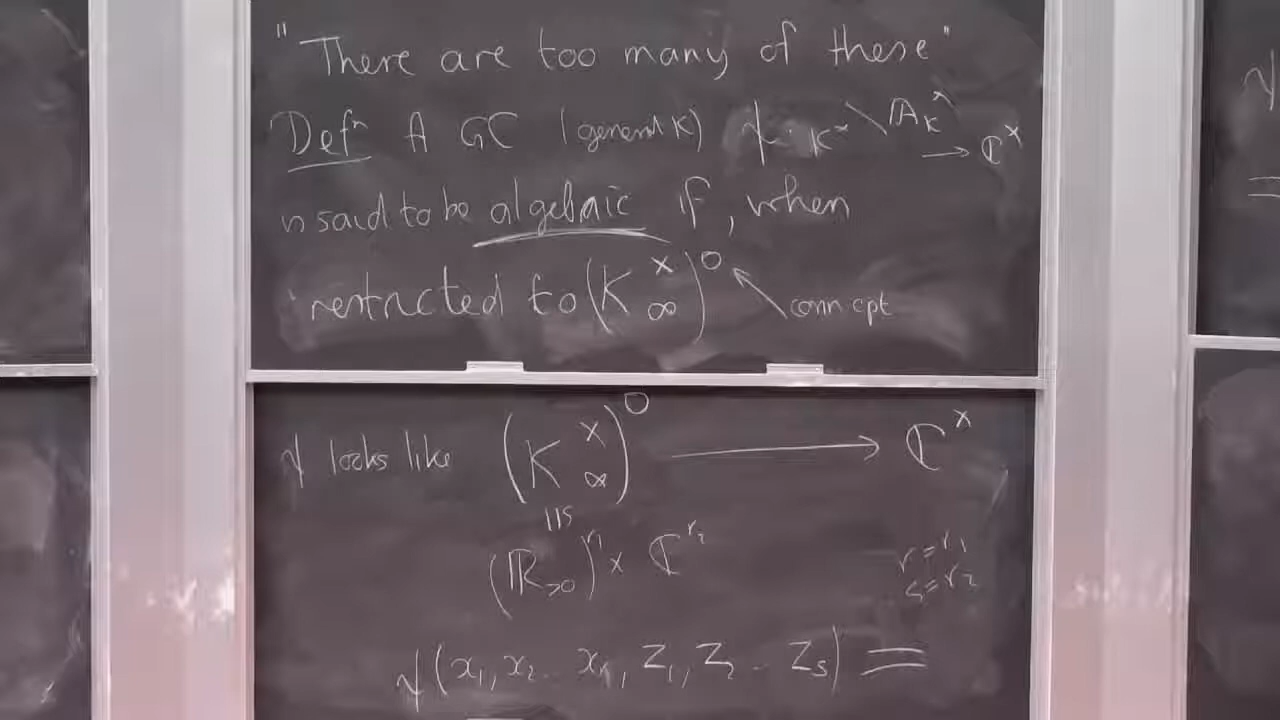 "There are too many of these"
Defⁿ A GC (general K) ψ: K^× \ 𝔸_K^× → ℂ^×
is said to be algebraic if, when
restricted to (K_∞^×)^0 ↖ conn cpt
ψ looks like (K_∞^×)^0 ⟶ ℂ^×
≅
(ℝ_{>0})^{r_1} × ℂ^{r_2}
r = r_1
s = r_2
ψ(x_1, x_2 .. x_r, z_1, z_2 .. z_s) =